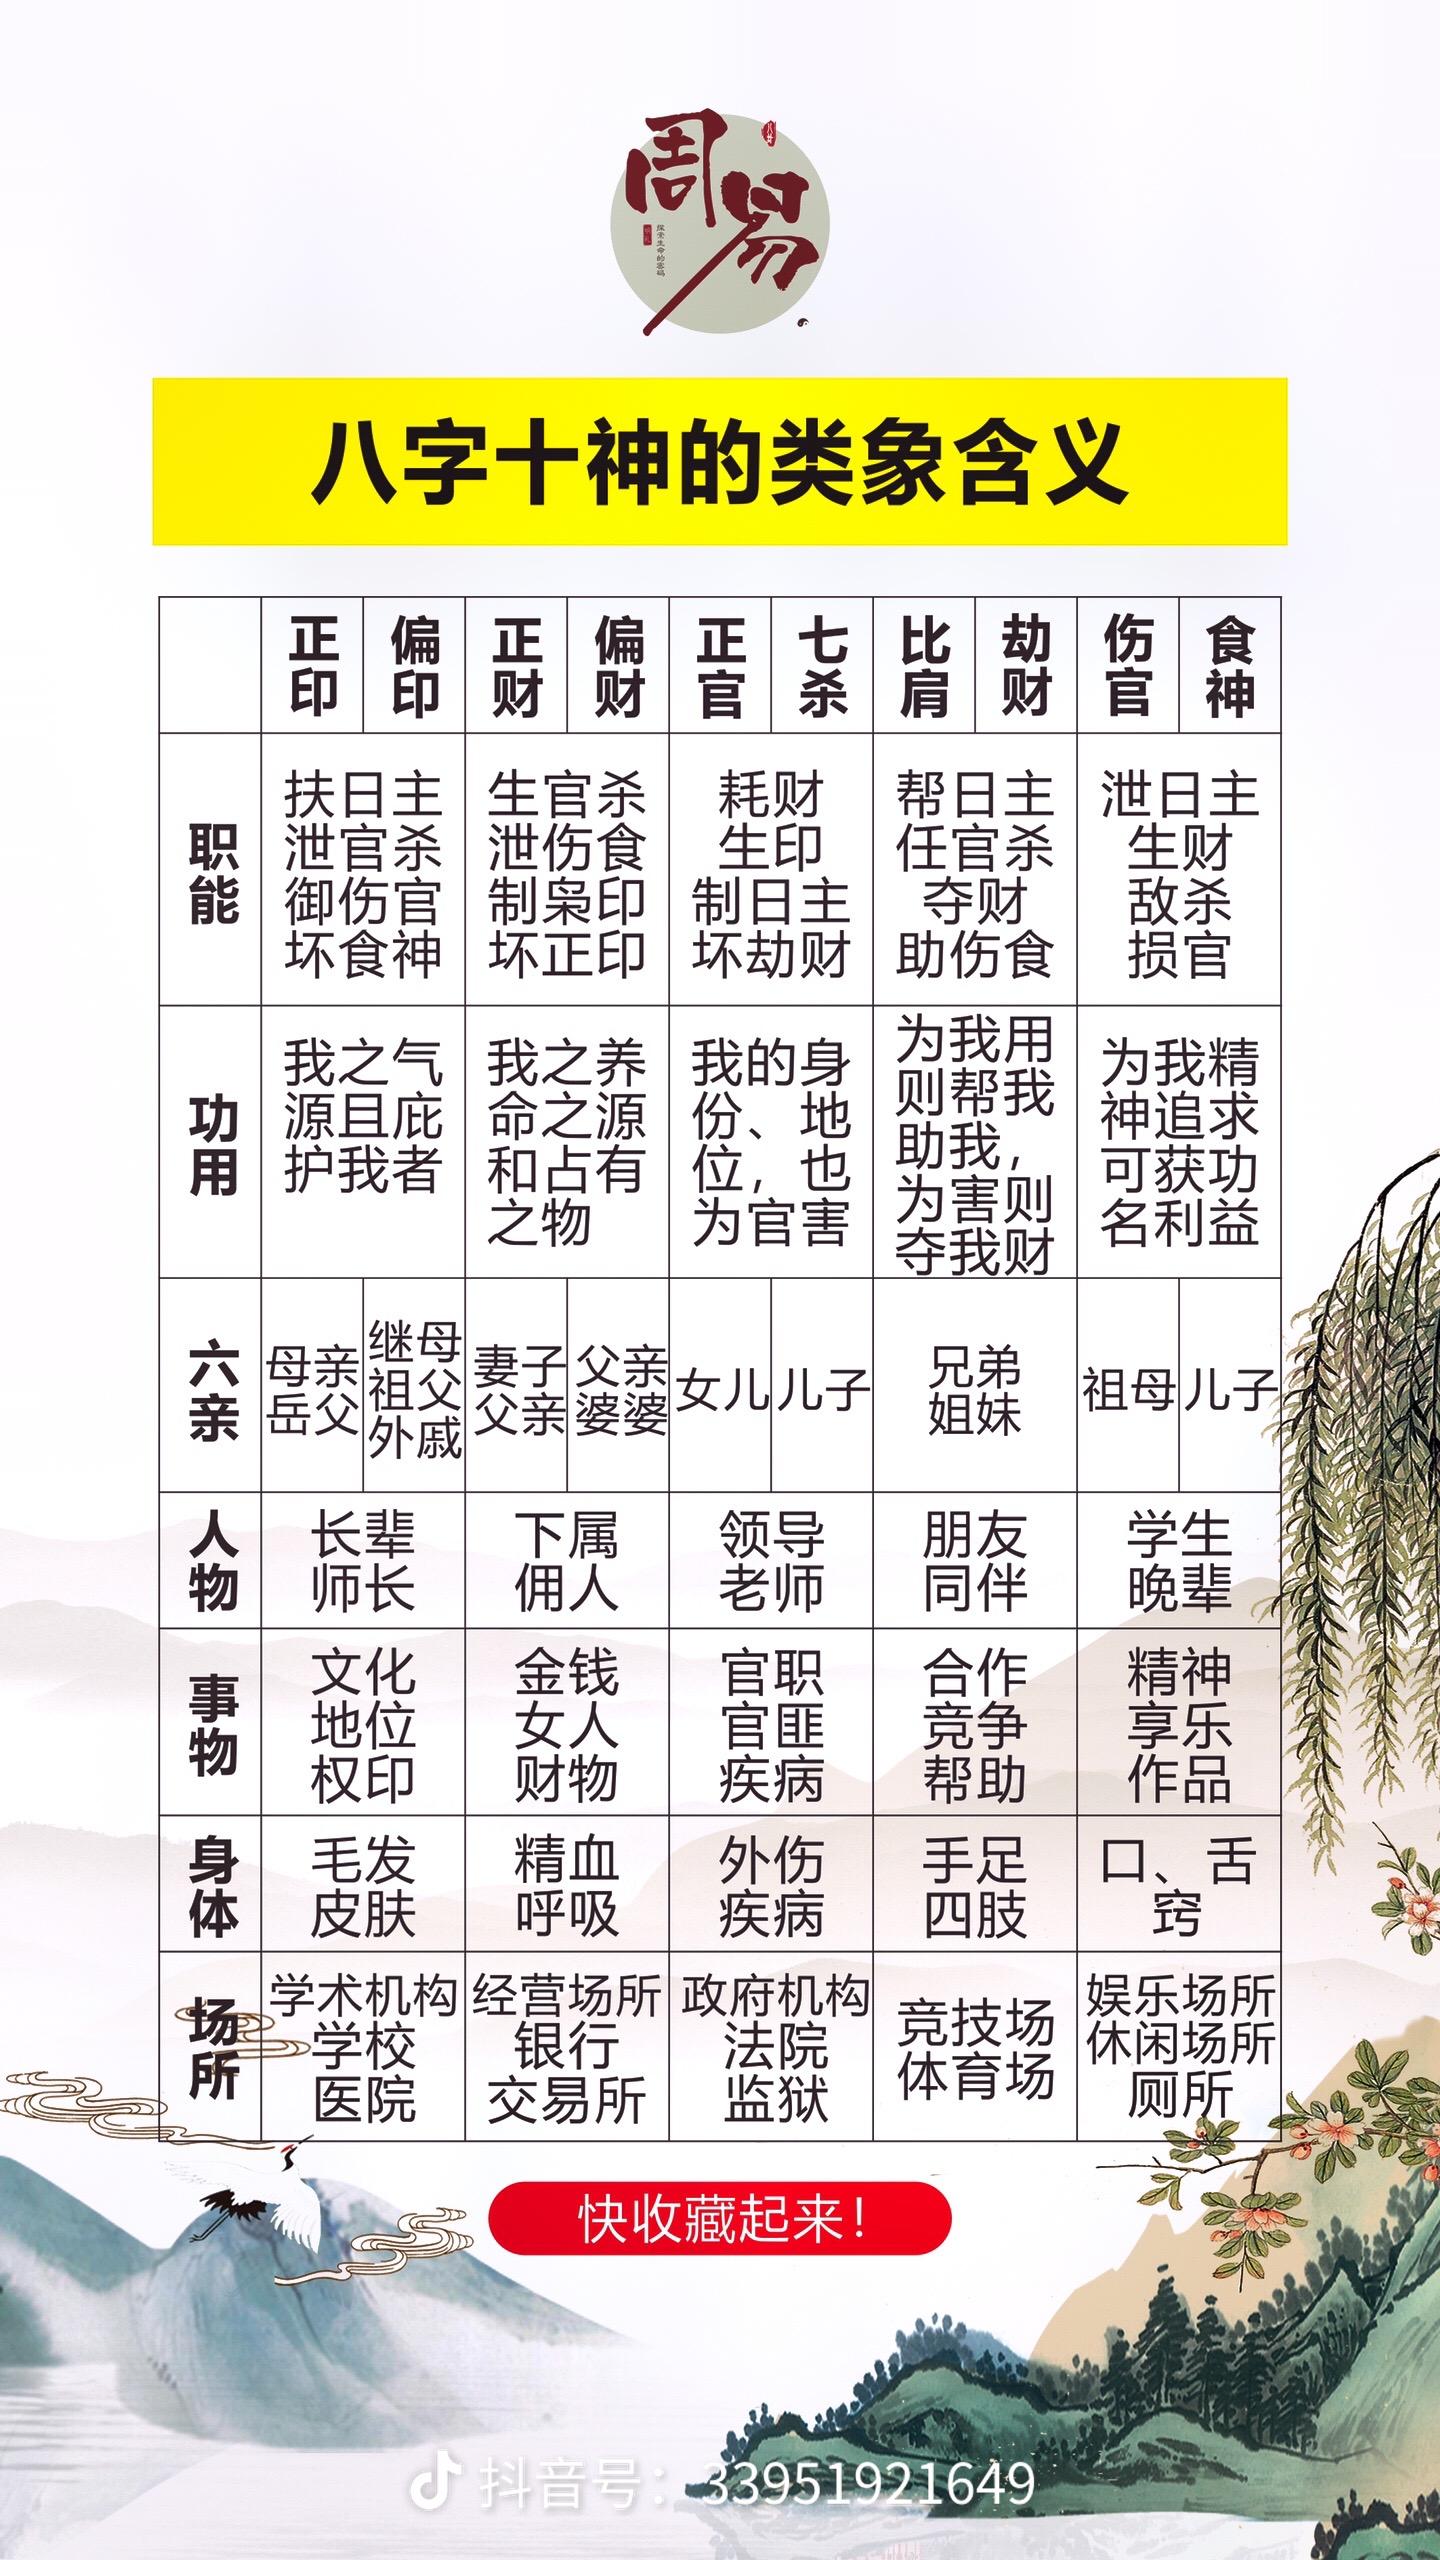 周易
探索生命的密码
八字十神的类象含义
正印 偏印 正财 偏财 正官 七杀 比肩 劫财 伤官 食神
职能
扶日主
泄官杀
御伤官
坏食神
生官杀
泄伤食
制枭印
坏正印
耗财
生印
制日主
坏劫财
帮日主
任官杀
夺财
助伤食
泄日主
生财
敌杀
损官
功用
我之气
源且庇
护我者
我之养
命之源
和占有
之物
我的身
份、地
位，也
为官害
为我用
则帮我
助我，
为害则
夺我财
为我精
神追求
可获功
名利益
六亲
母亲
岳父
继母
祖父
外戚
妻子
父亲
父亲
婆婆
女儿
儿子
兄弟
姐妹
祖母
儿子
人物
长辈
师长
下属
佣人
领导
老师
朋友
同伴
学生
晚辈
事物
文化
地位
权印
金钱
女人
财物
官职
官匪
疾病
合作
竞争
帮助
精神
享乐
作品
身体
毛发
皮肤
精血
呼吸
外伤
疾病
手足
四肢
口、舌
窍
场所
学术机构
学校
医院
经营场所
银行
交易所
政府机构
法院
监狱
竞技场
体育场
娱乐场所
休闲场所
厕所
快收藏起来！
抖音号：33951921649